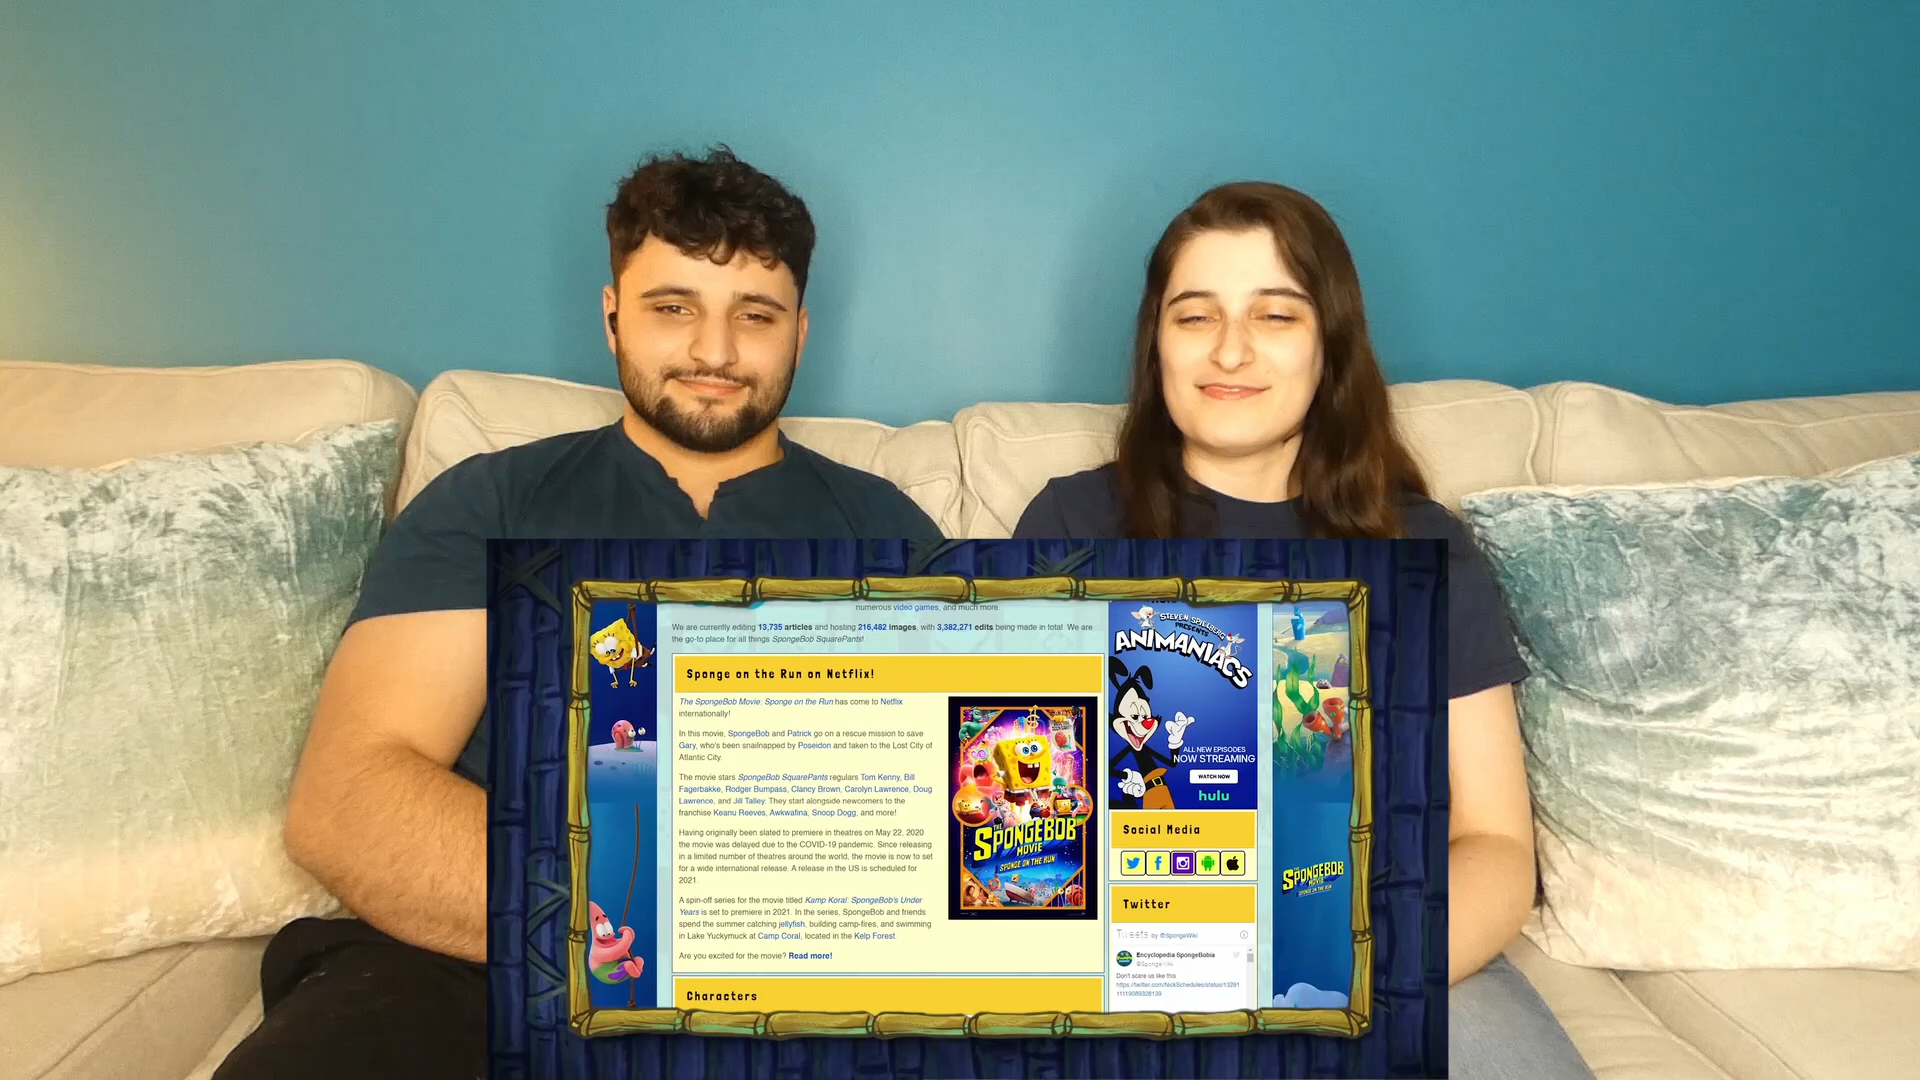 numerous video games, and much more.
We are currently editing 13,735 articles and hosting 216,482 images, with 3,382,271 edits being made in total. We are
the go-to place for all things SpongeBob SquarePants!
Sponge on the Run on Netflix!
The SpongeBob Movie: Sponge on the Run has come to Netflix
internationally!
In this movie, SpongeBob and Patrick go on a rescue mission to save
Gary, who's been snailnapped by Poseidon and taken to the Lost City of
Atlantic City.
The movie stars SpongeBob SquarePants regulars Tom Kenny, Bill
Fagerbakke, Rodger Bumpass, Clancy Brown, Carolyn Lawrence, Doug
Lawrence, and Jill Talley. They start alongside newcomers to the
franchise Keanu Reeves, Awkwafina, Snoop Dogg, and more!
Having originally been slated to premiere in theatres on May 22, 2020
the movie was delayed due to the COVID-19 pandemic. Since releasing
in a limited number of theatres around the world, the movie is now to set
for a wide international release. A release in the US is scheduled for
2021.
A spin-off series for the movie titled Kamp Koral: SpongeBob's Under
Years is set to premiere in 2021. In the series, SpongeBob and friends
spend the summer catching jellyfish, building camp-fires, and swimming
in Lake Yuckymuck at Camp Coral, located in the Kelp Forest.
Are you excited for the movie? Read more!
Characters
THE
SPONGEBOB
MOVIE
SPONGE ON THE RUN
STEVEN SPIELBERG
PRESENTS
ANIMANIACS
ALL NEW EPISODES
NOW STREAMING
WATCH NOW
hulu
Social Media
Twitter
Tweets by @SpongeWiki
Encyclopedia SpongeBobia
@SpongeWiki
Don't scare us like this
https://twitter.com/NickSchedules/status/13291
THE
SPONGEBOB
MOVIE
SPONGE ON THE RUN